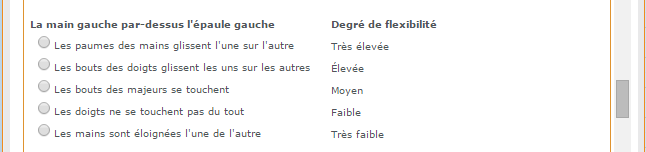 La main gauche par-dessus l'épaule gauche Degré de flexibilité
Les paumes des mains glissent l'une sur l'autre Très élevée
Les bouts des doigts glissent les uns sur les autres Élevée
Les bouts des majeurs se touchent Moyen
Les doigts ne se touchent pas du tout Faible
Les mains sont éloignées l'une de l'autre Très faible